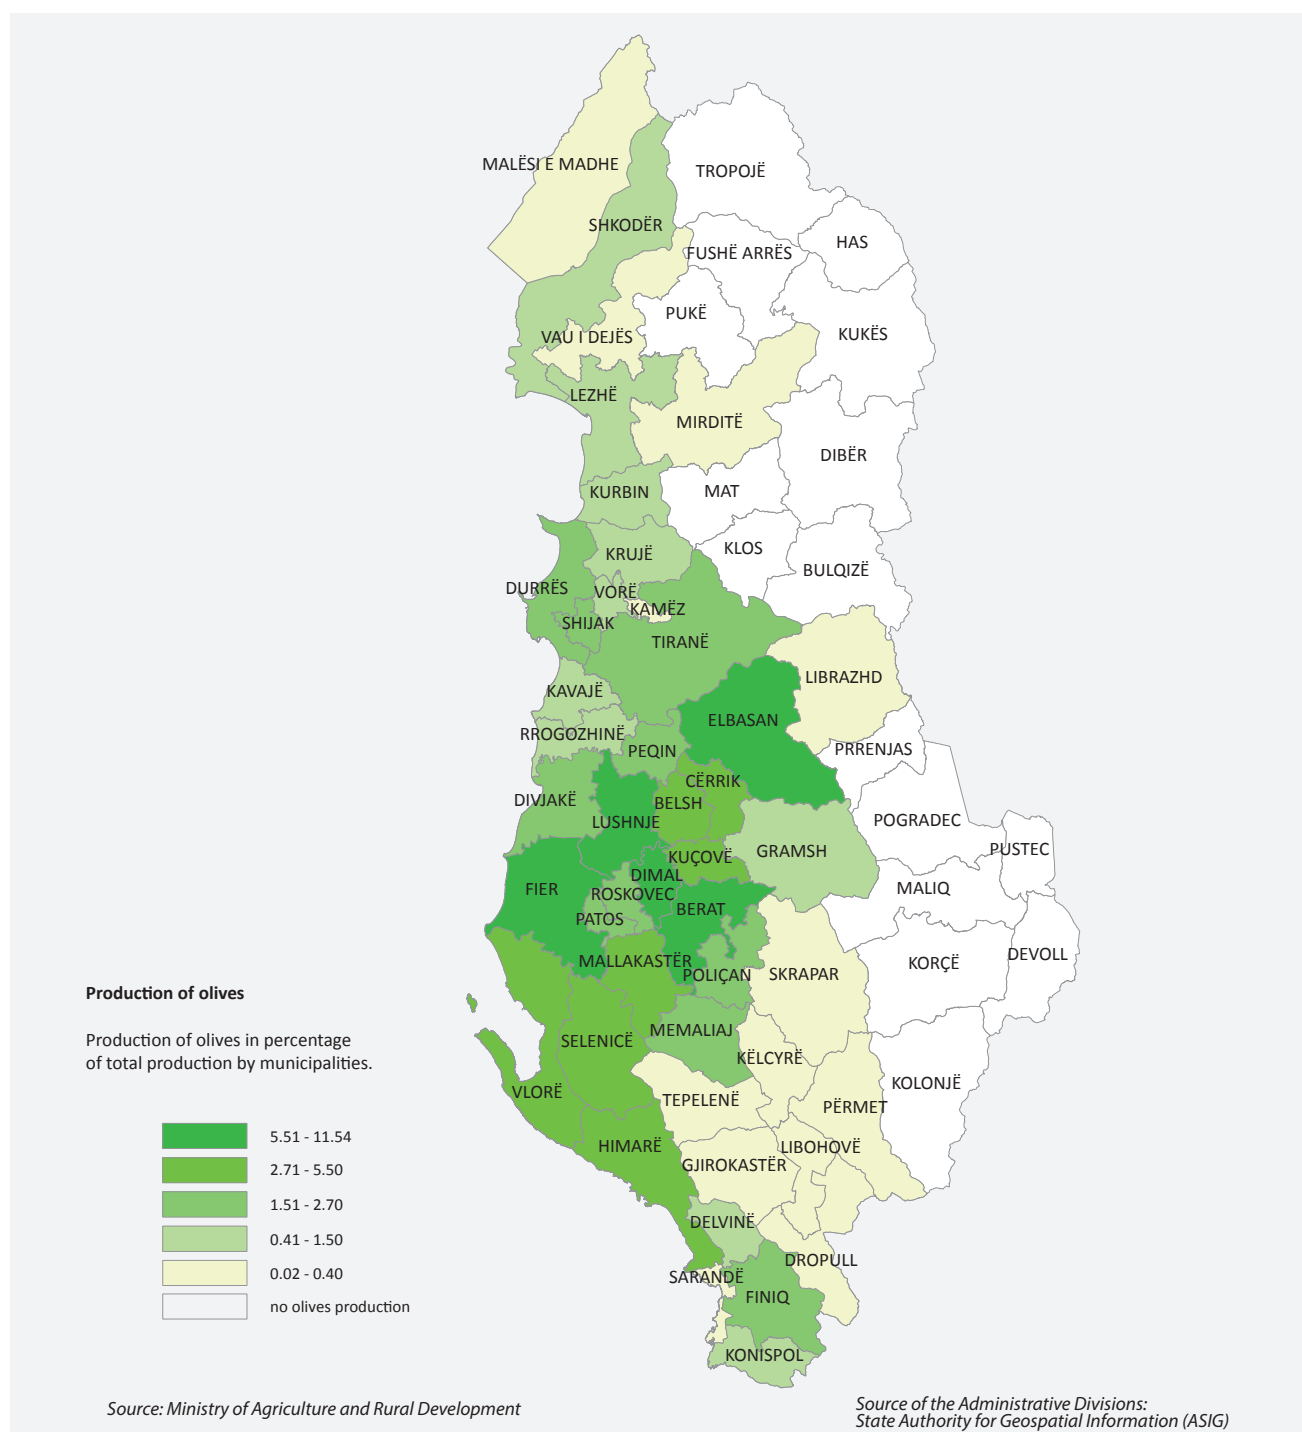 MALËSI E MADHE
TROPOJË
SHKODËR
HAS
FUSHË ARRËS
PUKË
KUKËS
VAU I DEJËS
LEZHË
MIRDITË
DIBËR
KURBIN
MAT
KRUJË
KLOS
BULQIZË
DURRËS
VORË
KAMËZ
SHIJAK
TIRANË
LIBRAZHD
KAVAJË
ELBASAN
RROGOZHINË
PEQIN
PRRENJAS
CËRRIK
DIVJAKË
BELSH
LUSHNJE
POGRADEC
PUSTEC
KUÇOVË
GRAMSH
DIMAL
FIER
ROSKOVEC
MALIQ
BERAT
PATOS
MALLAKASTËR
POLIÇAN
SKRAPAR
KORÇË
DEVOLL
Production of olives
MEMALIAJ
SELENICË
Production of olives in percentage
of total production by municipalities.
KËLCYRË
KOLONJË
VLORË
TEPELENË
PËRMET
5.51 - 11.54
HIMARË
LIBOHOVË
GJIROKASTËR
2.71 - 5.50
1.51 - 2.70
DELVINË
0.41 - 1.50
DROPULL
0.02 - 0.40
SARANDË
FINIQ
no olives production
KONISPOL
Source: Ministry of Agriculture and Rural Development
Source of the Administrative Divisions:
State Authority for Geospatial Information (ASIG)